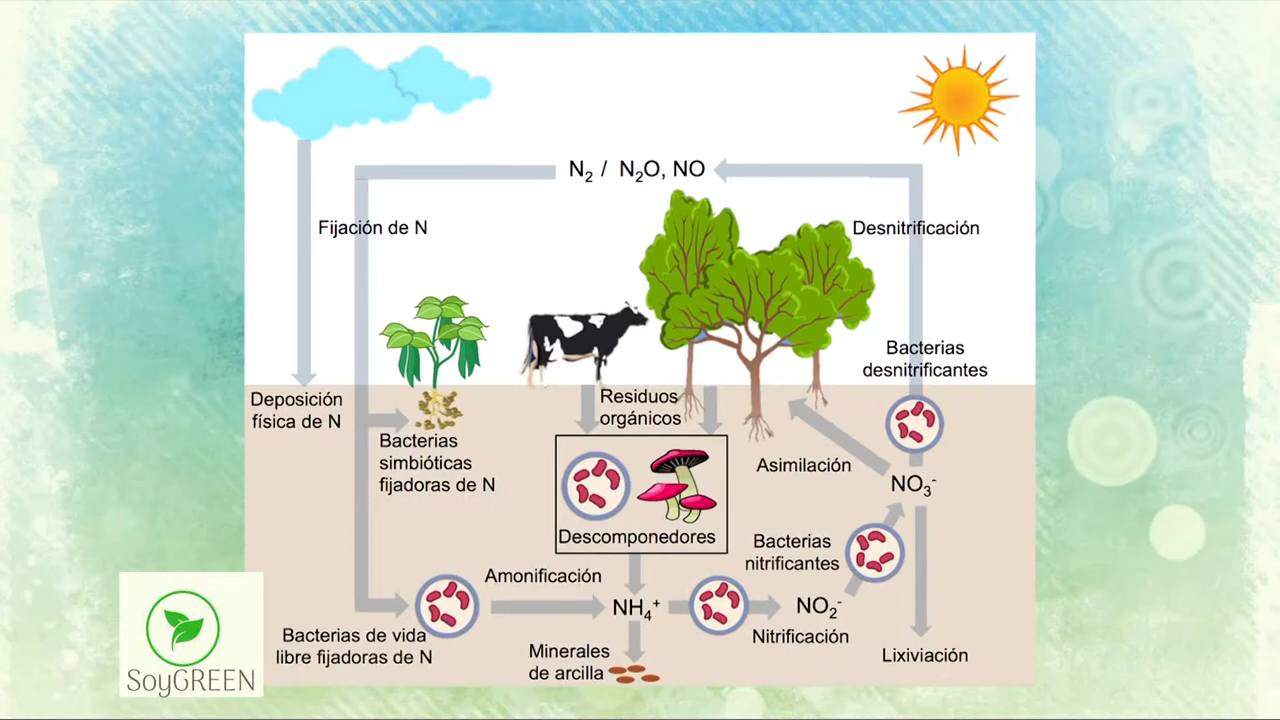 N₂ / N₂O, NO
Fijación de N
Desnitrificación
Bacterias
desnitrificantes
Deposición
física de N
Residuos
orgánicos
Bacterias
simbióticas
fijadoras de N
Asimilación
NO₃⁻
Descomponedores
Bacterias
nitrificantes
Amonificación
NH₄⁺
NO₂⁻
Nitrificación
Bacterias de vida
libre fijadoras de N
Minerales
de arcilla
Lixiviación
SoyGREEN